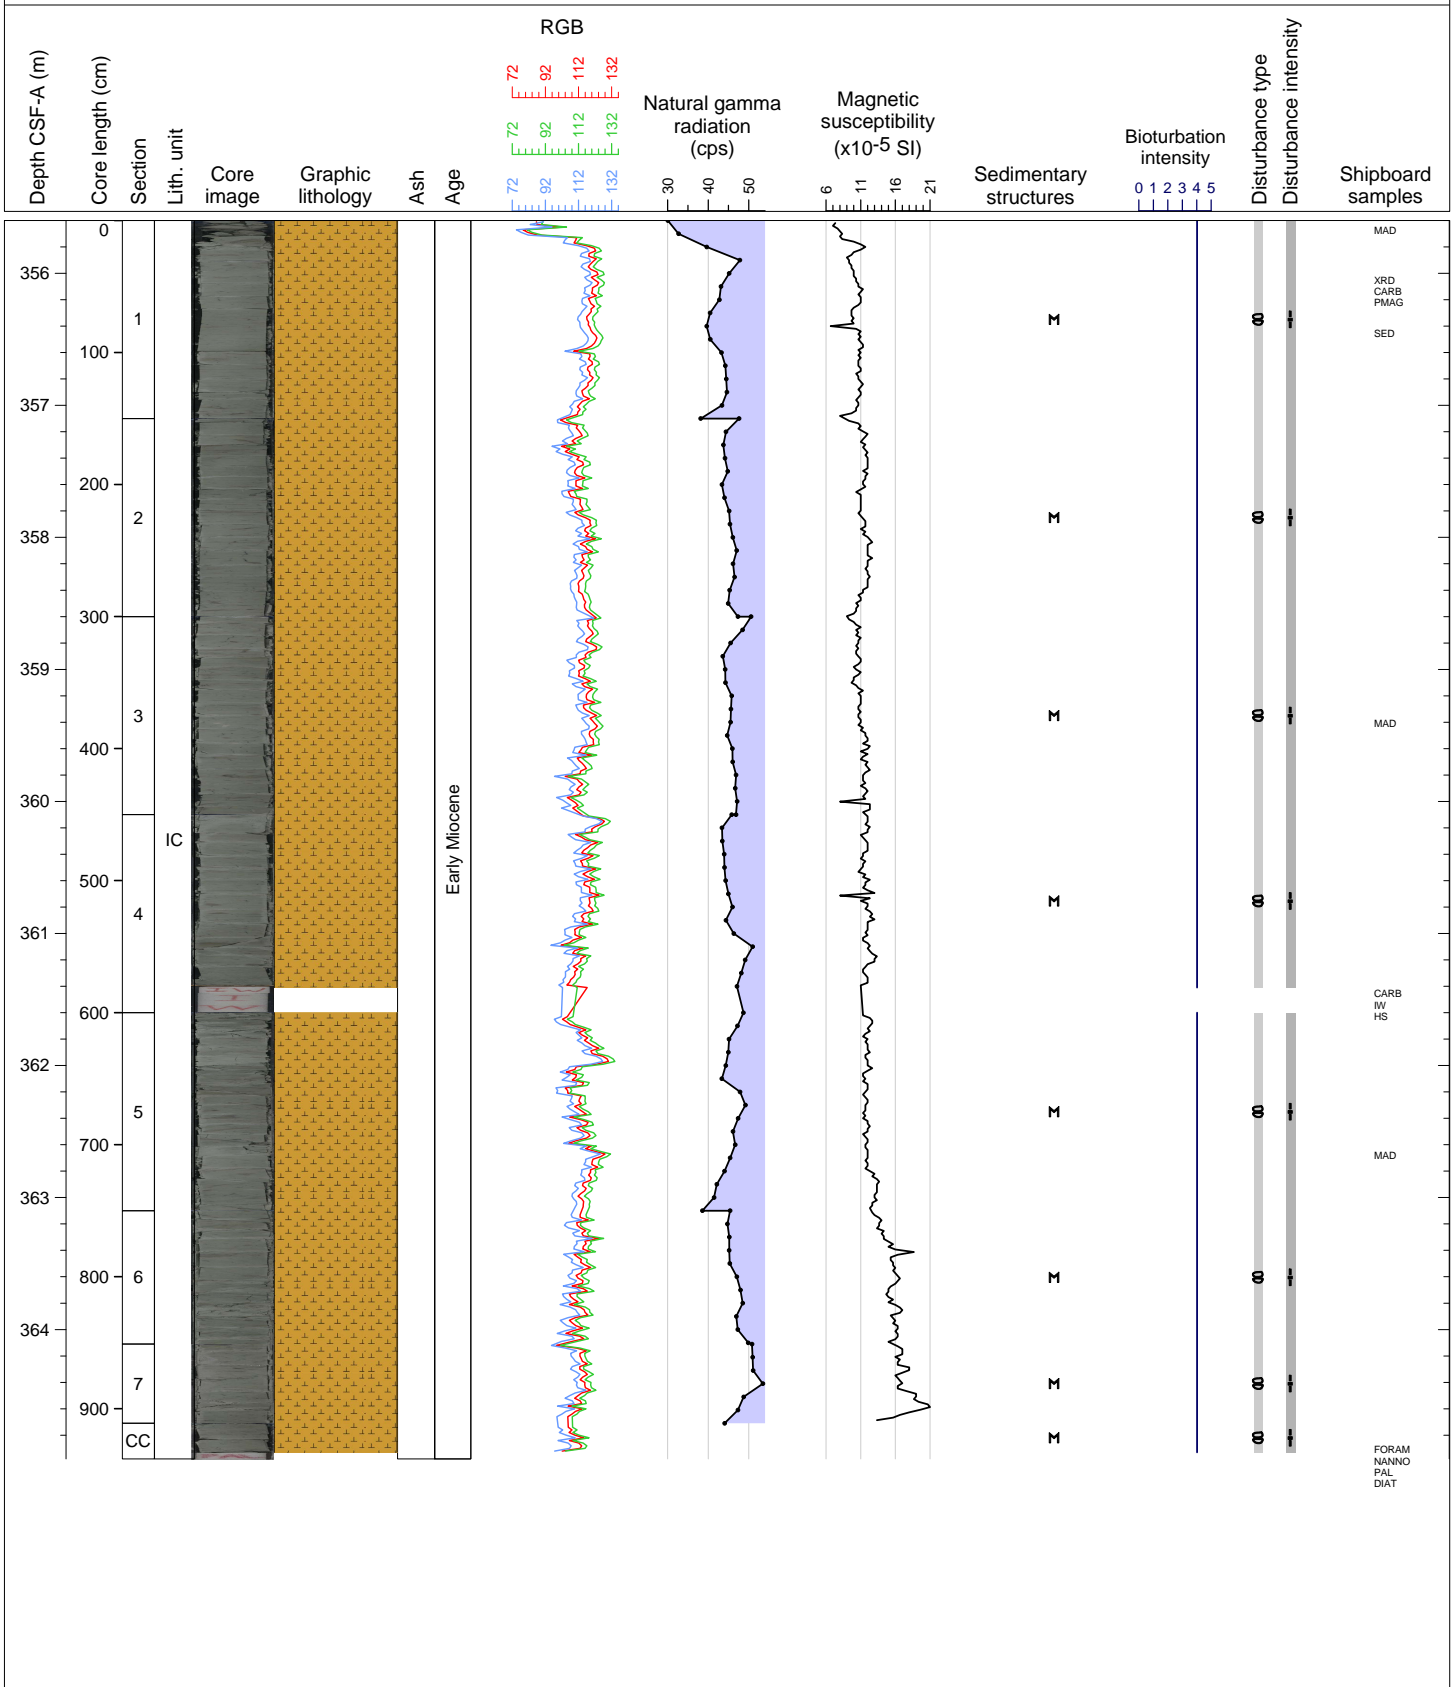 RGB
Depth CSF-A (m)
Core length (cm)
Section
Lith. unit
Core
image
Graphic
lithology
Ash
Age
72 92 112 132
72 92 112 132
72 92 112 132
Natural gamma
radiation
(cps)
30 40 50
Magnetic
susceptibility
(x10-5 SI)
6 11 16 21
Sedimentary
structures
Bioturbation
intensity
0 1 2 3 4 5
Disturbance type
Disturbance intensity
Shipboard
samples
0
MAD
356
XRD
CARB
PMAG
1
M
SED
100
357
200
2
M
358
300
359
3
M
MAD
400
360
IC
Early Miocene
500
4
M
361
CARB
IW
HS
600
362
5
M
700
MAD
363
6
M
800
364
7
M
900
CC
M
FORAM
NANNO
PAL
DIAT